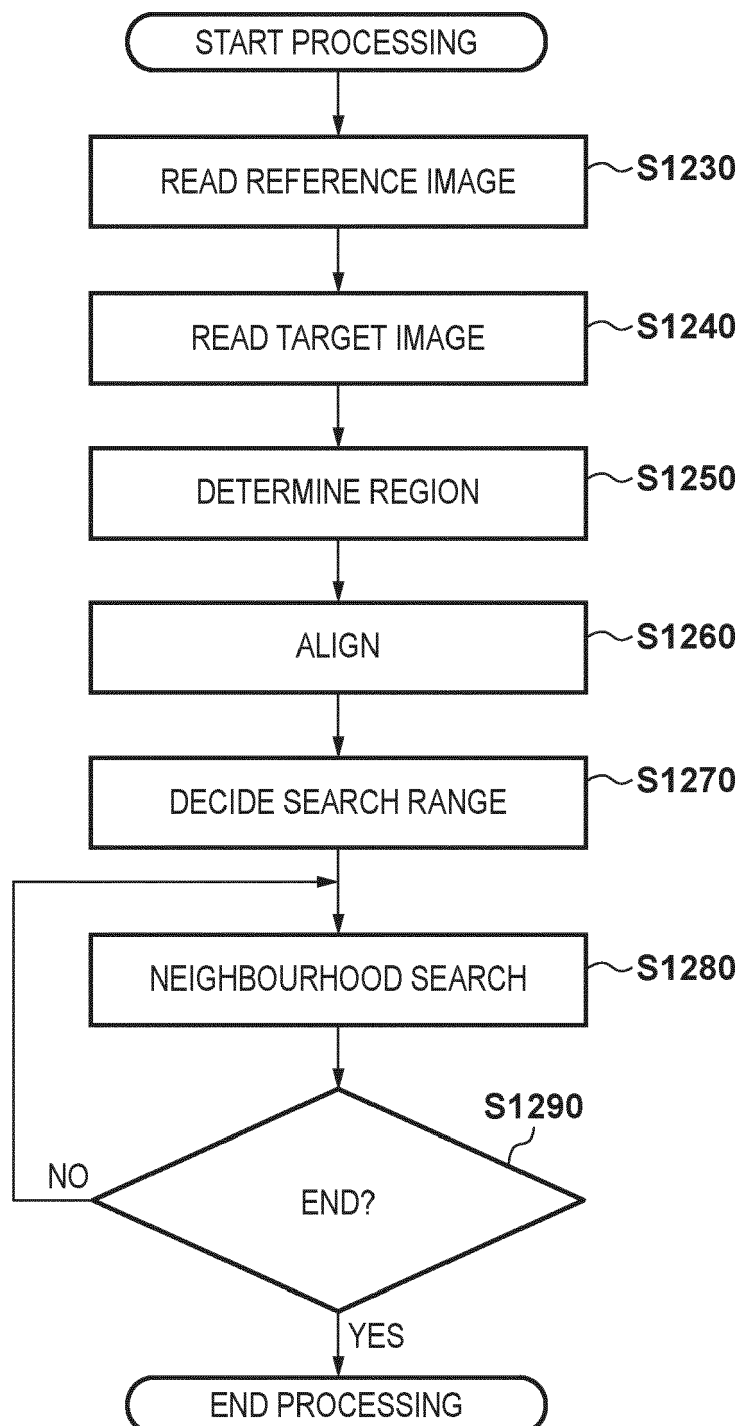 START PROCESSING
READ REFERENCE IMAGE
S1230
READ TARGET IMAGE
S1240
DETERMINE REGION
S1250
ALIGN
S1260
DECIDE SEARCH RANGE
S1270
NEIGHBOURHOOD SEARCH
S1280
S1290
NO
END?
YES
END PROCESSING